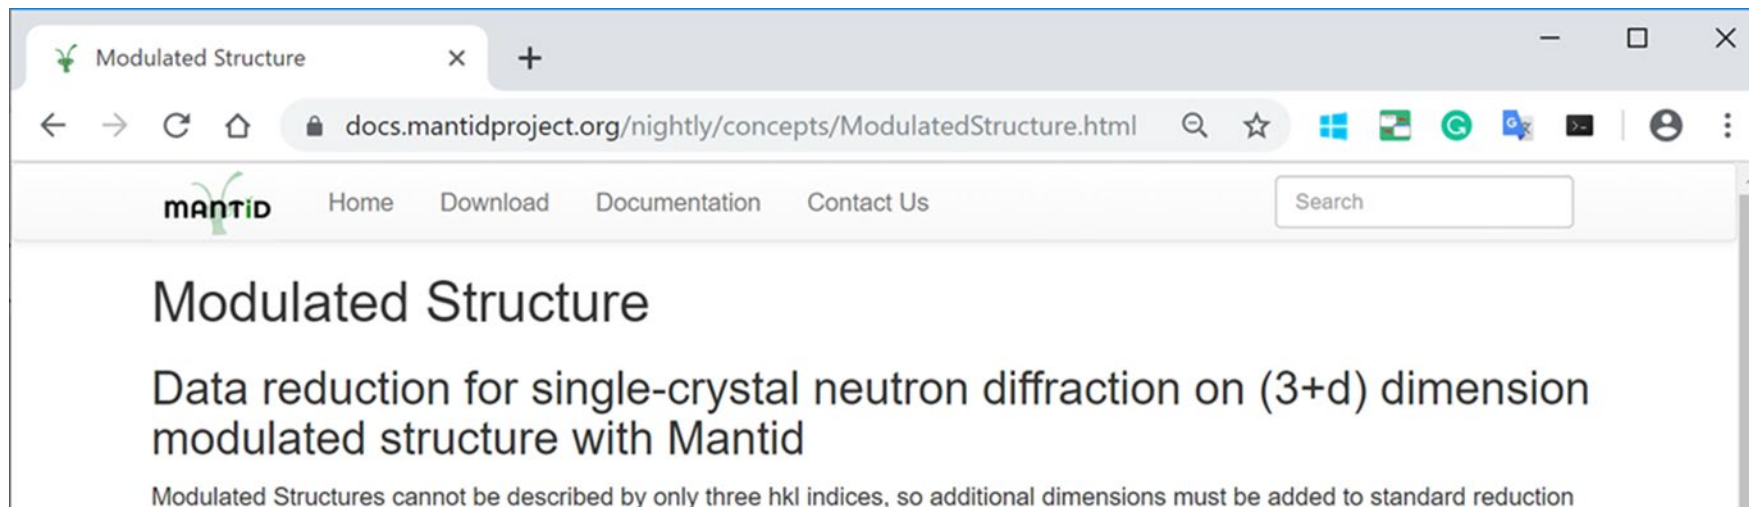 Modulated Structure
docs.mantidproject.org/nightly/concepts/ModulatedStructure.html
mANTiD Home Download Documentation Contact Us Search
Modulated Structure
Data reduction for single-crystal neutron diffraction on (3+d) dimension
modulated structure with Mantid
Modulated Structures cannot be described by only three hkl indices, so additional dimensions must be added to standard reduction